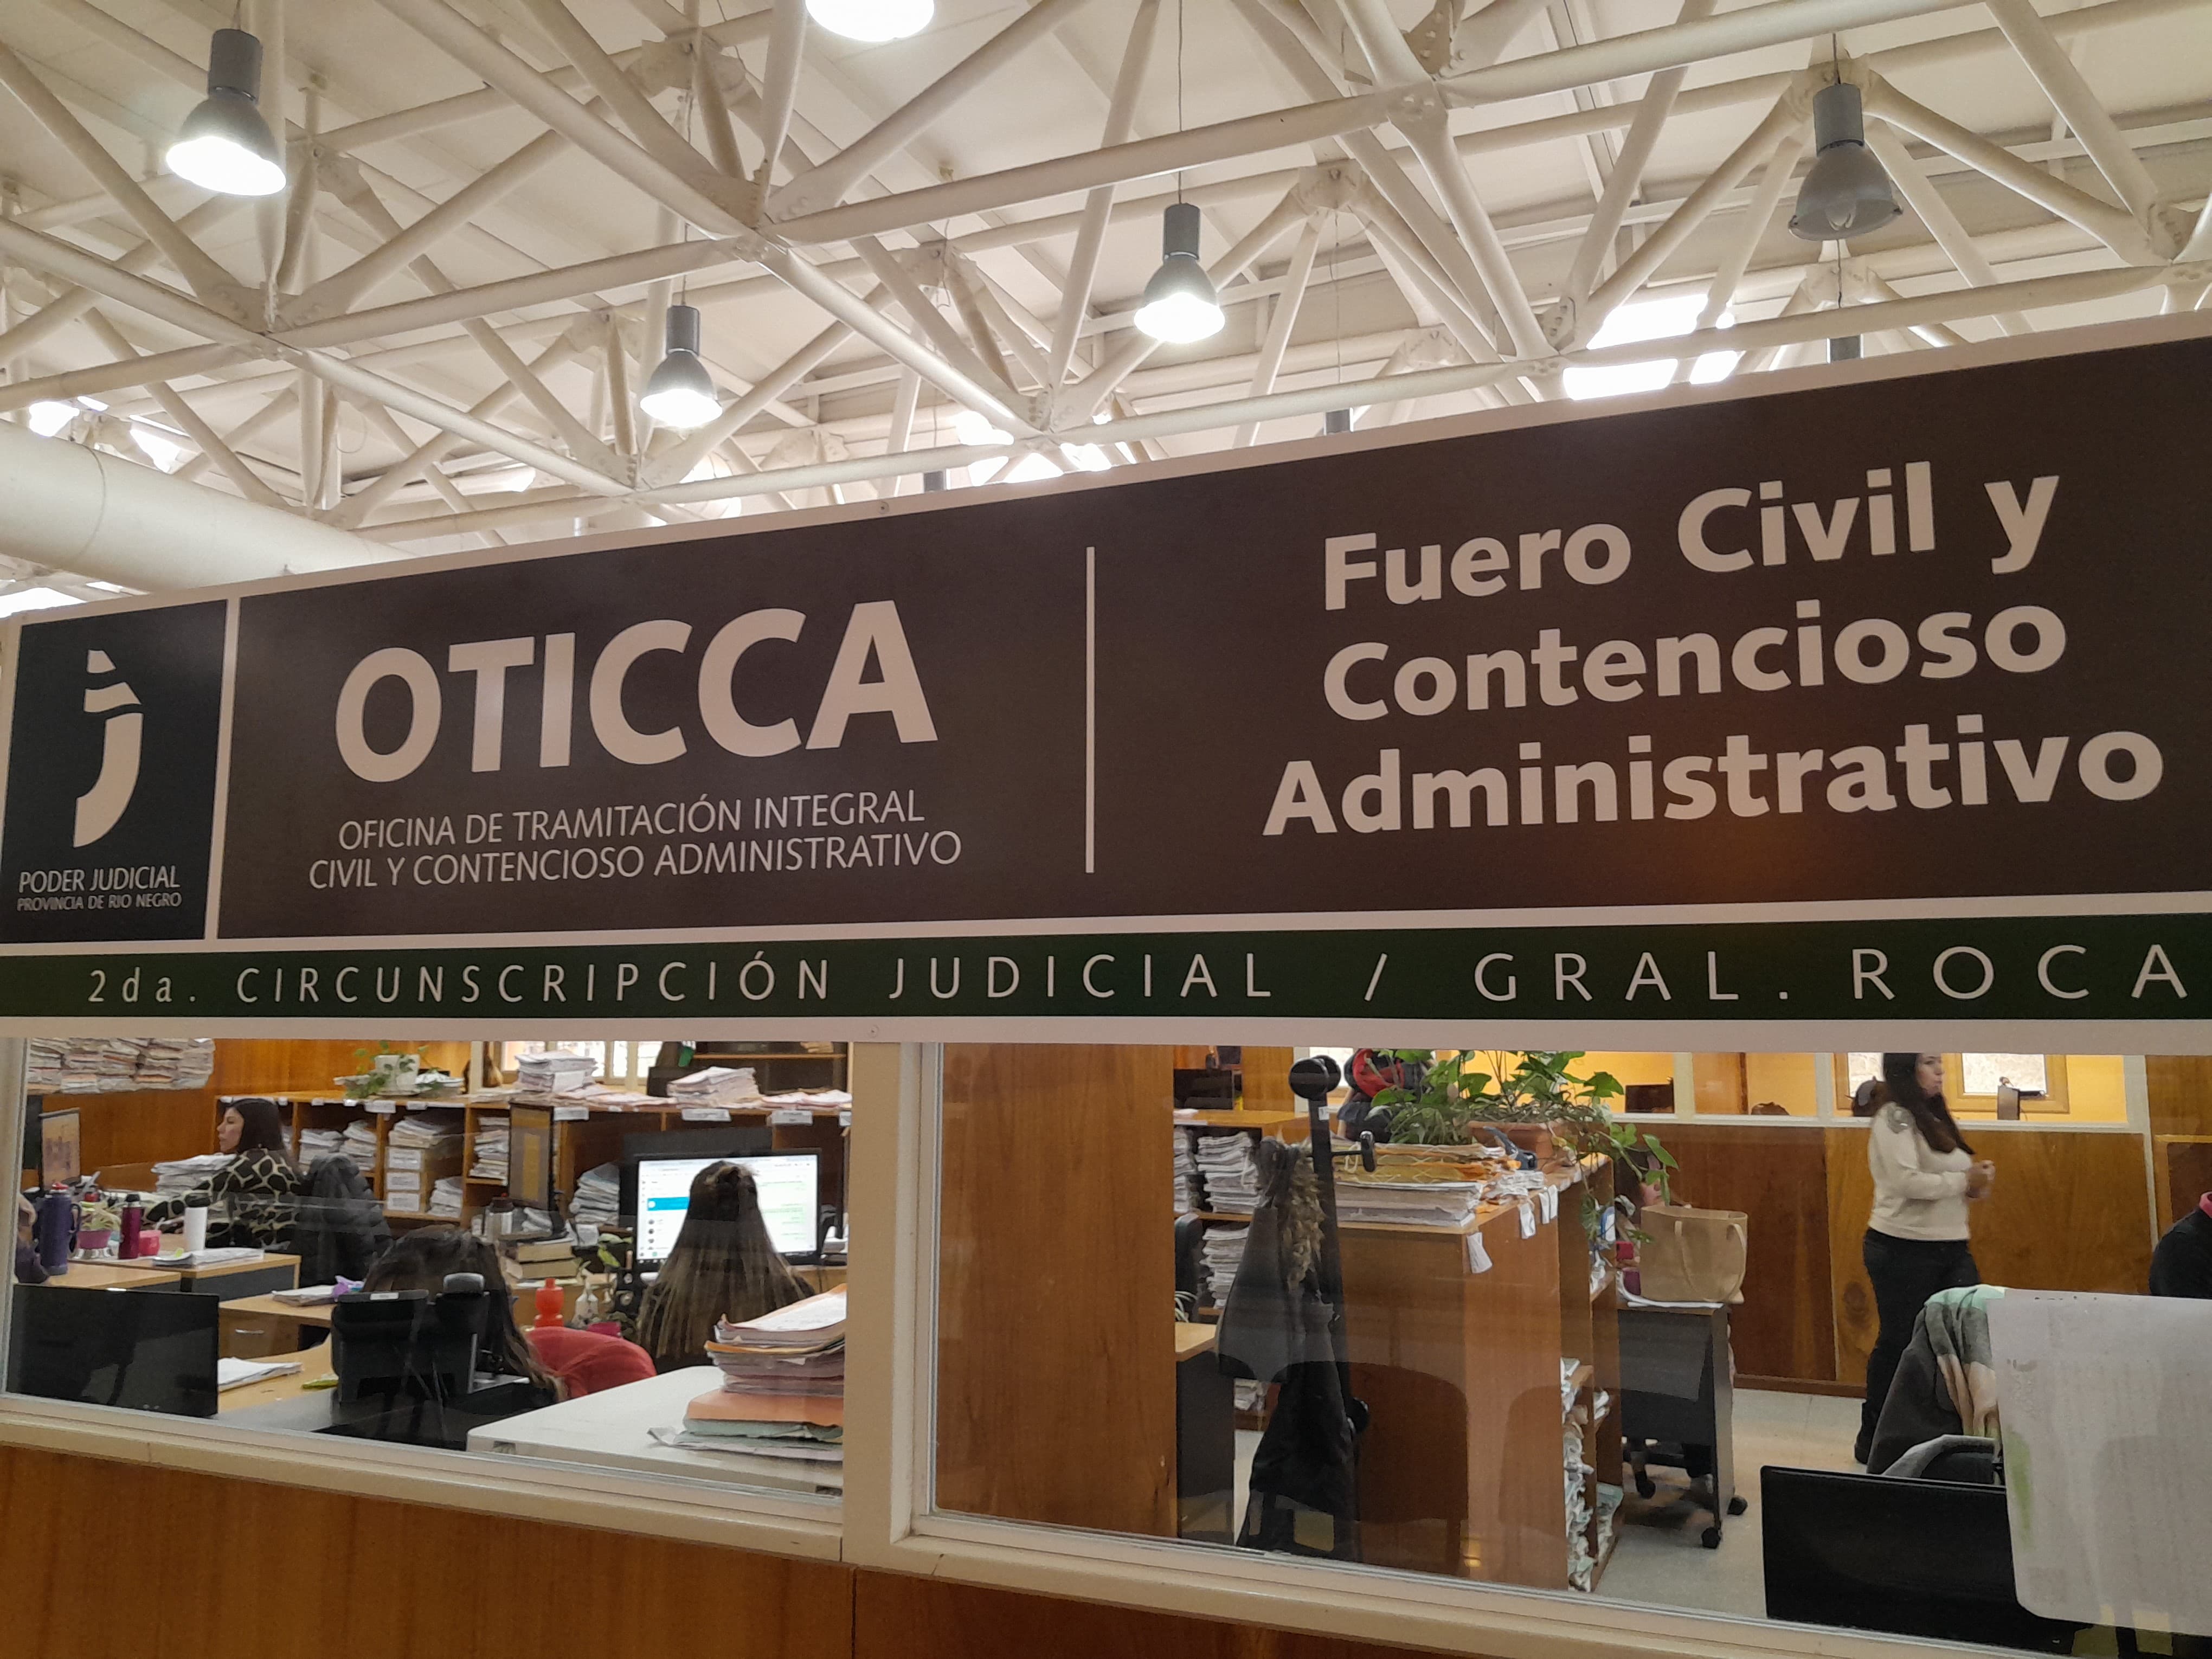 OTICCA
OFICINA DE TRAMITACIÓN INTEGRAL
CIVIL Y CONTENCIOSO ADMINISTRATIVO
Fuero Civil y
Contencioso
Administrativo
PODER JUDICIAL
PROVINCIA DE RIO NEGRO
2da. CIRCUNSCRIPCIÓN JUDICIAL / GRAL. ROCA